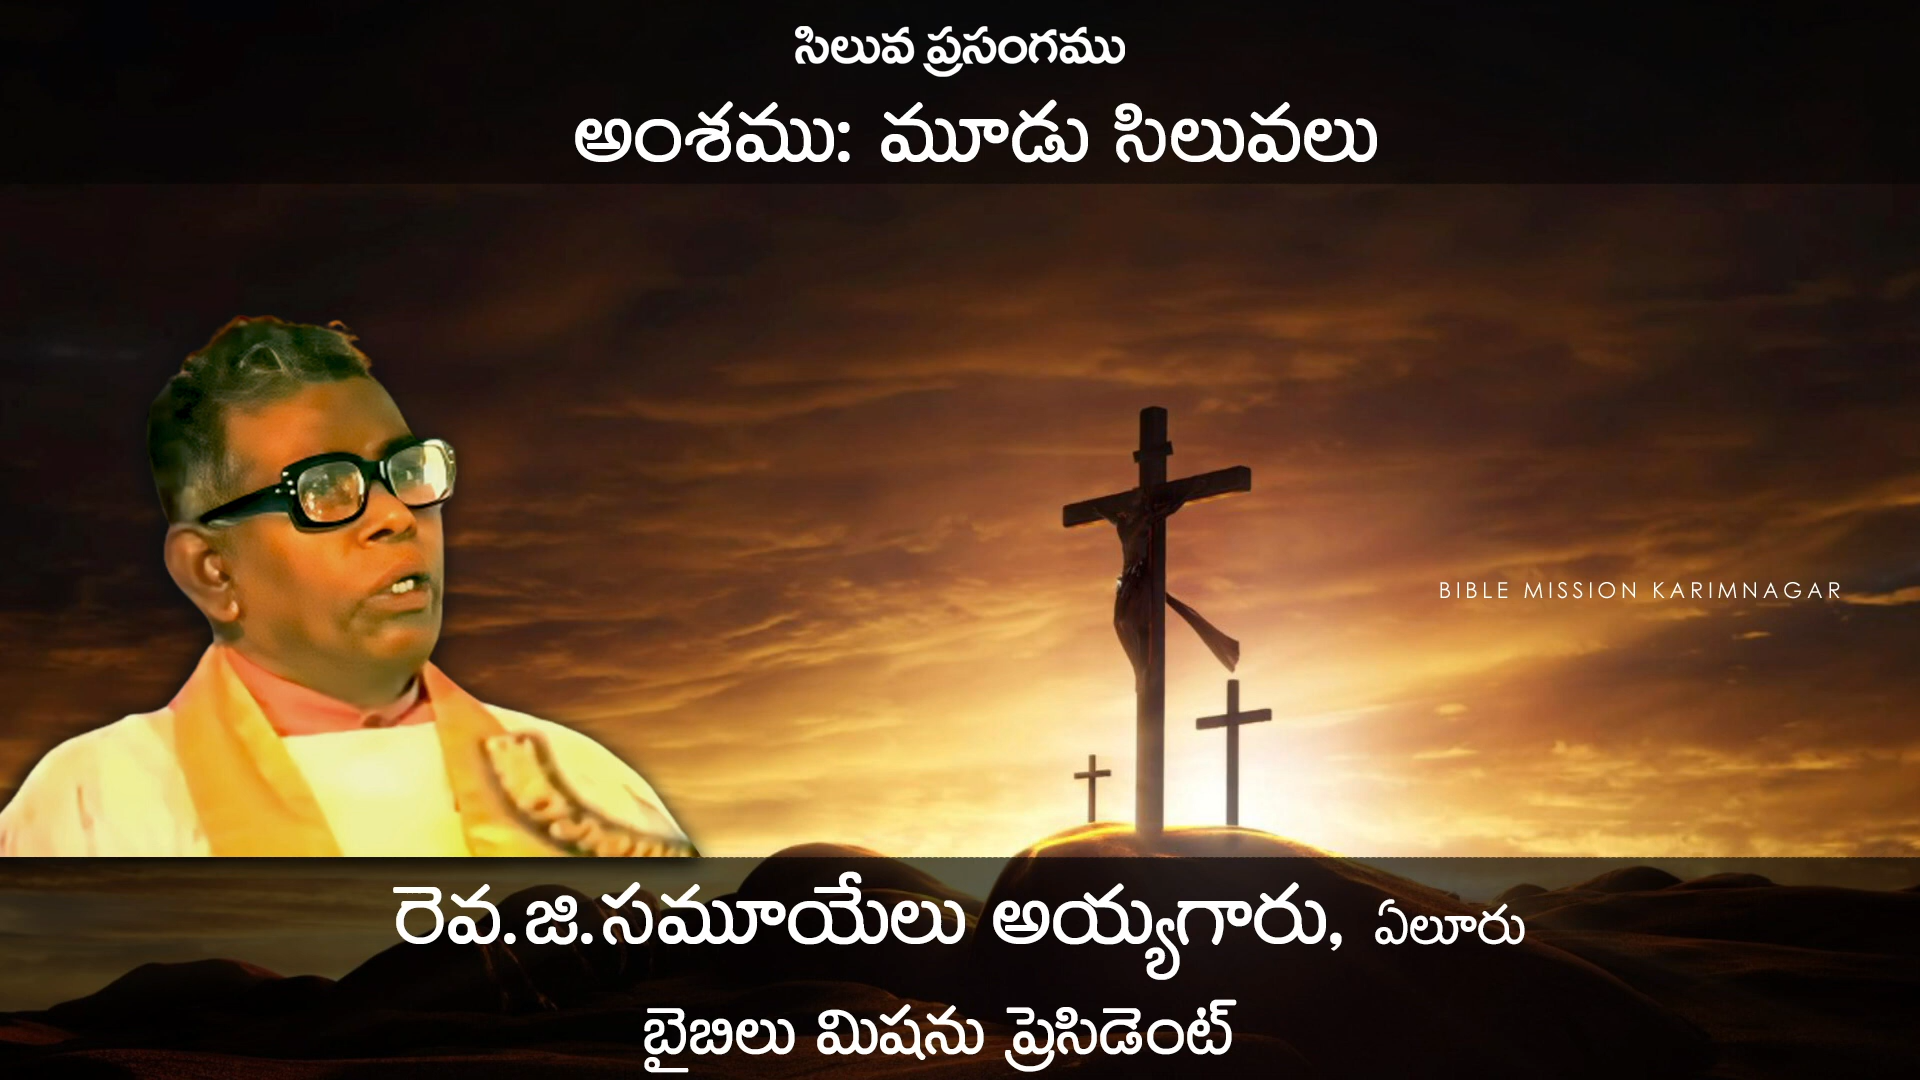 సిలువ ప్రసంగము
అంశము: మూడు సిలువలు
BIBLE MISSION KARIMNAGAR
రెవ.జి.సమూయేలు అయ్యగారు, ఏలూరు
బైబిలు మిషను ప్రెసిడెంట్